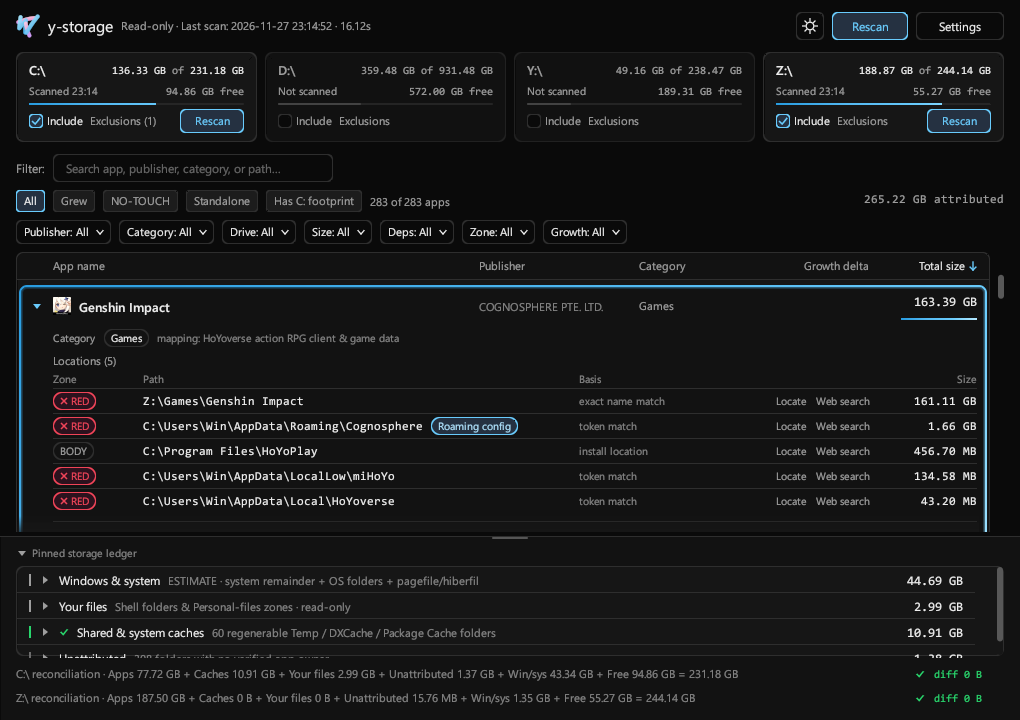 y-storage Read-only · Last scan: 2026-11-27 23:14:52 · 16.12s Rescan Settings
C:\ 136.33 GB of 231.18 GB
Scanned 23:14 94.86 GB free
Include Exclusions (1) Rescan
D:\ 359.48 GB of 931.48 GB
Not scanned 572.00 GB free
Include Exclusions
Y:\ 49.16 GB of 238.47 GB
Not scanned 189.31 GB free
Include Exclusions
Z:\ 188.87 GB of 244.14 GB
Scanned 23:14 55.27 GB free
Include Exclusions Rescan
Filter: Search app, publisher, category, or path...
All Grew NO-TOUCH Standalone Has C: footprint 283 of 283 apps 265.22 GB attributed
Publisher: All Category: All Drive: All Size: All Deps: All Zone: All Growth: All
App name Publisher Category Growth delta Total size ↓
Genshin Impact COGNOSPHERE PTE. LTD. Games 163.39 GB
Category Games mapping: HoYoverse action RPG client & game data
Locations (5)
Zone Path Basis Size
✕ RED Z:\Games\Genshin Impact exact name match Locate Web search 161.11 GB
✕ RED C:\Users\Win\AppData\Roaming\Cognosphere Roaming config token match Locate Web search 1.66 GB
BODY C:\Program Files\HoYoPlay install location Locate Web search 456.70 MB
✕ RED C:\Users\Win\AppData\LocalLow\miHoYo token match Locate Web search 134.58 MB
✕ RED C:\Users\Win\AppData\Local\HoYoverse token match Locate Web search 43.20 MB
Pinned storage ledger
Windows & system ESTIMATE · system remainder + OS folders + pagefile/hiberfil 44.69 GB
Your files Shell folders & Personal-files zones · read-only 2.99 GB
✓ Shared & system caches 60 regenerable Temp / DXCache / Package Cache folders 10.91 GB
Unattributed folders with no verified app owner 1.38 GB
C:\ reconciliation · Apps 77.72 GB + Caches 10.91 GB + Your files 2.99 GB + Unattributed 1.37 GB + Win/sys 43.34 GB + Free 94.86 GB = 231.18 GB ✓ diff 0 B
Z:\ reconciliation · Apps 187.50 GB + Caches 0 B + Your files 0 B + Unattributed 15.76 MB + Win/sys 1.35 GB + Free 55.27 GB = 244.14 GB ✓ diff 0 B